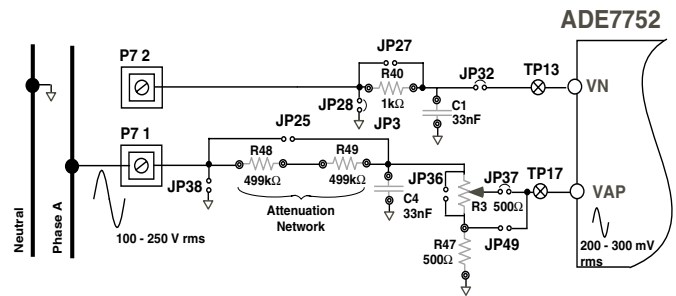 ADE7752
P7 2
JP27
R40
1kΩ
JP28
JP32
TP13
VN
C1
33nF
JP25
JP3
P7 1
R48
499kΩ
R49
499kΩ
JP38
Attenuation
Network
C4
33nF
JP36
JP37
TP17
R3 500Ω
VAP
JP49
R47
500Ω
100 - 250 V rms
200 - 300 mV
rms
Neutral
Phase A